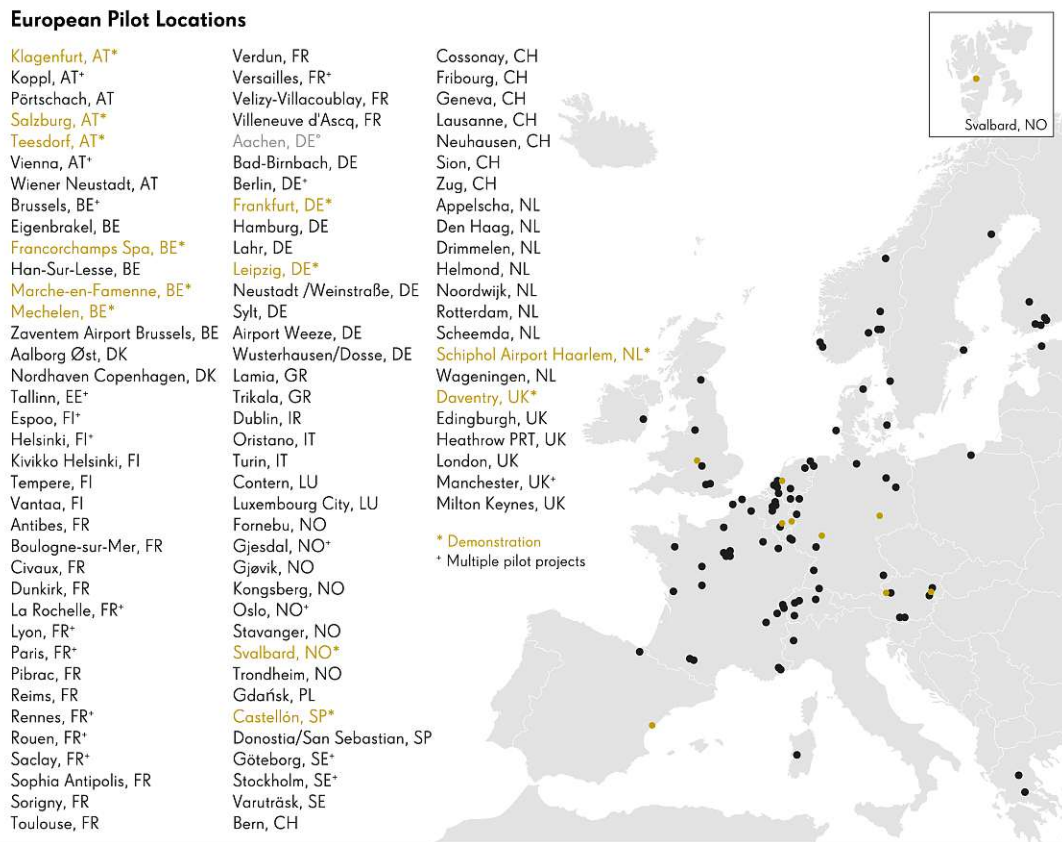 European Pilot Locations
Klagenfurt, AT*
Koppl, AT⁺
Pörtschach, AT
Salzburg, AT*
Teesdorf, AT*
Vienna, AT⁺
Wiener Neustadt, AT
Brussels, BE⁺
Eigenbrakel, BE
Francorchamps Spa, BE*
Han-Sur-Lesse, BE
Marche-en-Famenne, BE*
Mechelen, BE*
Zaventem Airport Brussels, BE
Aalborg Øst, DK
Nordhaven Copenhagen, DK
Tallinn, EE⁺
Espoo, FI⁺
Helsinki, FI⁺
Kivikko Helsinki, FI
Tempere, FI
Vantaa, FI
Antibes, FR
Boulogne-sur-Mer, FR
Civaux, FR
Dunkirk, FR
La Rochelle, FR⁺
Lyon, FR⁺
Paris, FR⁺
Pibrac, FR
Reims, FR
Rennes, FR⁺
Rouen, FR⁺
Saclay, FR⁺
Sophia Antipolis, FR
Sorigny, FR
Toulouse, FR
Verdun, FR
Versailles, FR⁺
Velizy-Villacoublay, FR
Villeneuve d'Ascq, FR
Aachen, DE°
Bad-Birnbach, DE
Berlin, DE⁺
Frankfurt, DE*
Hamburg, DE
Lahr, DE
Leipzig, DE*
Neustadt /Weinstraße, DE
Sylt, DE
Airport Weeze, DE
Wusterhausen/Dosse, DE
Lamia, GR
Trikala, GR
Dublin, IR
Oristano, IT
Turin, IT
Contern, LU
Luxembourg City, LU
Fornebu, NO
Gjesdal, NO⁺
Gjøvik, NO
Kongsberg, NO
Oslo, NO⁺
Stavanger, NO
Svalbard, NO*
Trondheim, NO
Gdańsk, PL
Castellón, SP*
Donostia/San Sebastian, SP
Göteborg, SE⁺
Stockholm, SE⁺
Varuträsk, SE
Bern, CH
Cossonay, CH
Fribourg, CH
Geneva, CH
Lausanne, CH
Neuhausen, CH
Sion, CH
Zug, CH
Appelscha, NL
Den Haag, NL
Drimmelen, NL
Helmond, NL
Noordwijk, NL
Rotterdam, NL
Scheemda, NL
Schiphol Airport Haarlem, NL*
Wageningen, NL
Daventry, UK*
Edingburgh, UK
Heathrow PRT, UK
London, UK
Manchester, UK⁺
Milton Keynes, UK
* Demonstration
⁺ Multiple pilot projects
Svalbard, NO